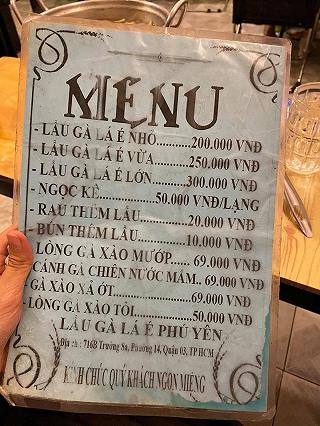 MENU
- LẨU GÀ LÁ É NHỎ...........200.000 VNĐ
- LẨU GÀ LÁ É VỪA...........250.000 VNĐ
- LẨU GÀ LÁ É LỚN...........300.000 VNĐ
- NGỌC KÊ...............50.000 VNĐ/LẠNG
- RAU THÊM LẨU............20.000 VNĐ
- BÚN THÊM LẨU............10.000 VNĐ
- LÒNG GÀ XÀO MƯỚP... 69.000 VNĐ
- CÁNH GÀ CHIÊN NƯỚC MẮM.. 69.000 VNĐ
- GÀ XÀO XẢ ỚT...............69.000 VNĐ
- LÒNG GÀ XÀO TỎI............50.000 VNĐ
LẨU GÀ LÁ É PHÚ YÊN
Địa chỉ : 716B Trường Sa, Phường 14, Quận 03, TP HCM
KÍNH CHÚC QUÝ KHÁCH NGON MIỆNG